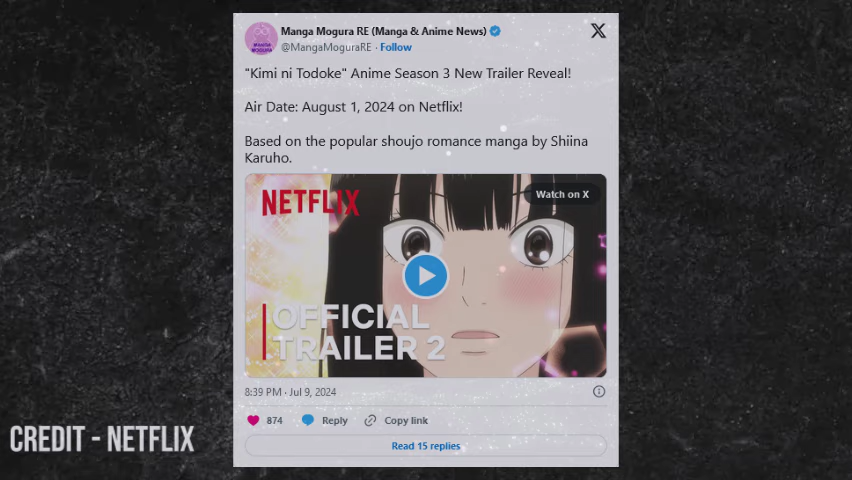 Manga Mogura RE (Manga & Anime News)
@MangaMoguraRE · Follow
"Kimi ni Todoke" Anime Season 3 New Trailer Reveal!
Air Date: August 1, 2024 on Netflix!
Based on the popular shoujo romance manga by Shiina
Karuho.
NETFLIX
Watch on X
OFFICIAL
TRAILER 2
8:39 PM · Jul 9, 2024
874 Reply Copy link
Read 15 replies
CREDIT - NETFLIX